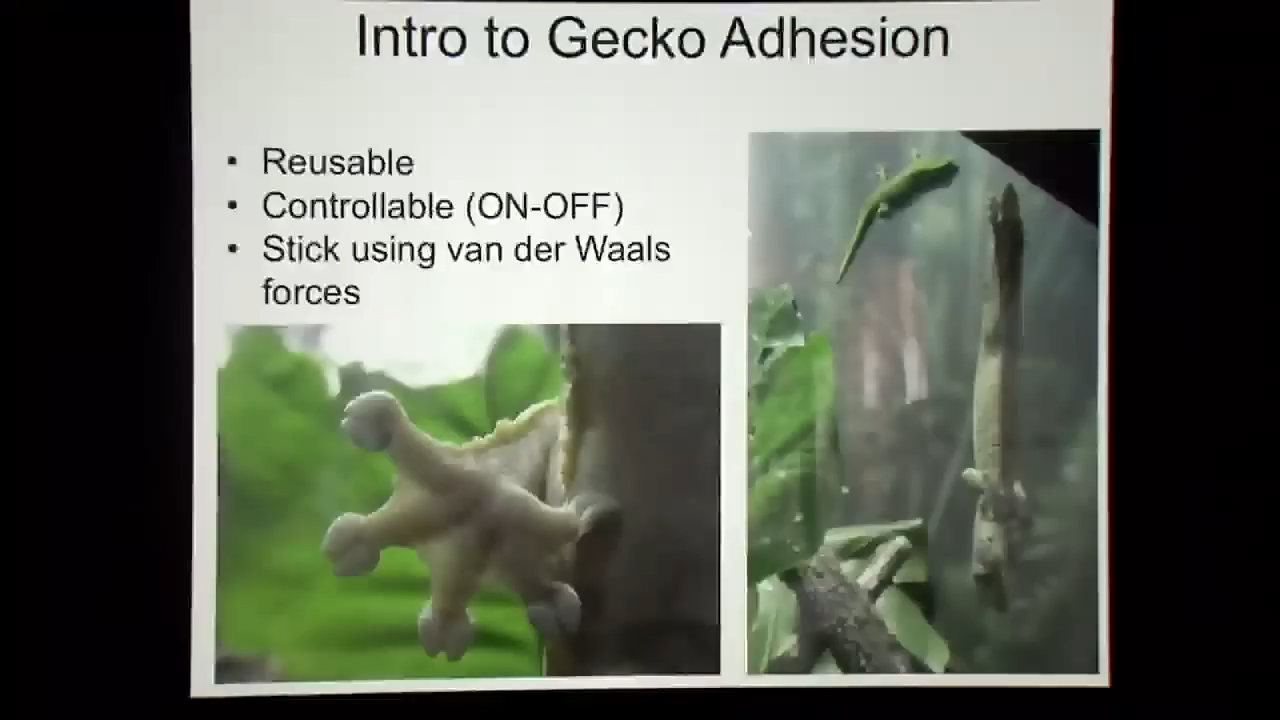 Intro to Gecko Adhesion
• Reusable
• Controllable (ON-OFF)
• Stick using van der Waals
forces